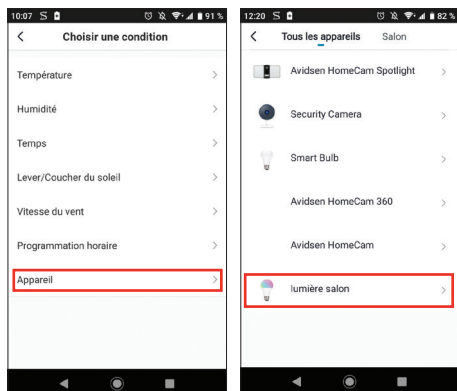 10:07 S 91 %
Choisir une condition
Température
Humidité
Temps
Lever/Coucher du soleil
Vitesse du vent
Programmation horaire
Appareil
12:20 S 82 %
Tous les appareils Salon
Avidsen HomeCam Spotlight
Security Camera
Smart Bulb
Avidsen HomeCam 360
Avidsen HomeCam
lumière salon